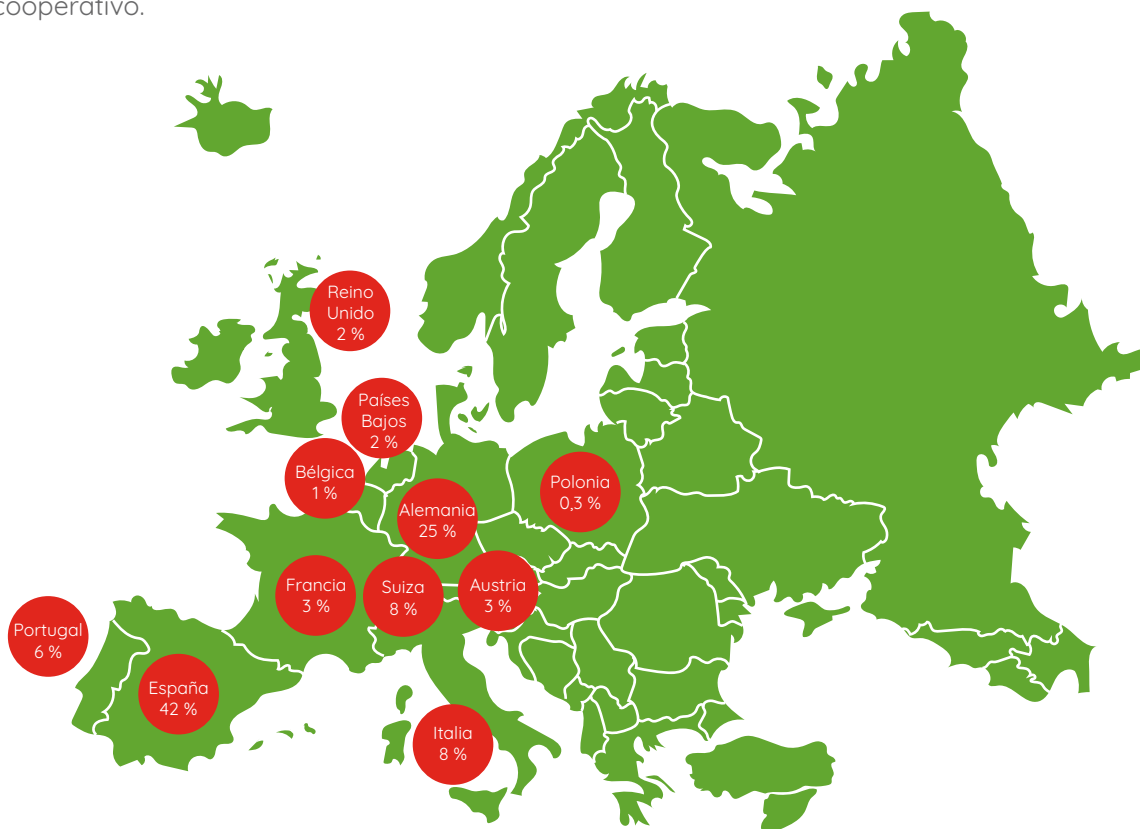 cooperativo.
Reino
Unido
2 %
Países
Bajos
2 %
Bélgica
1 %
Alemania
25 %
Polonia
0,3 %
Francia
3 %
Suiza
8 %
Austria
3 %
Portugal
6 %
España
42 %
Italia
8 %